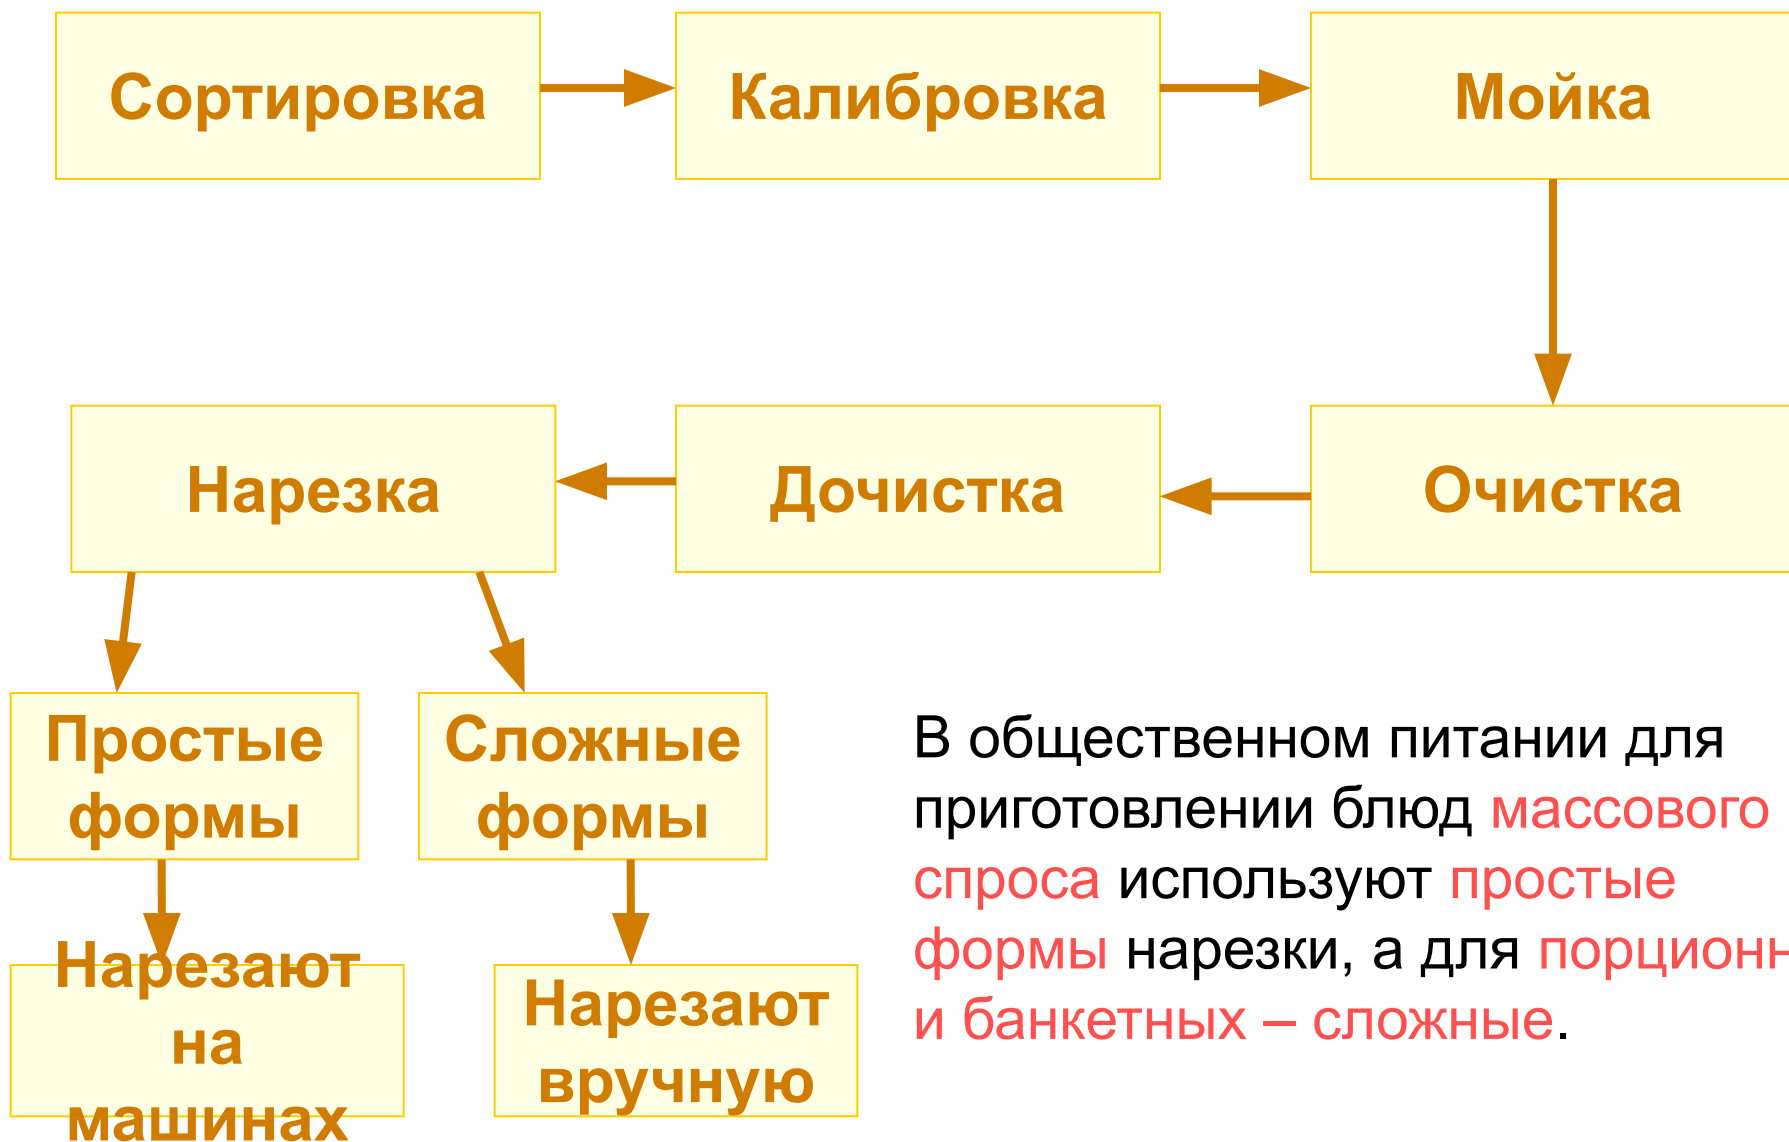 Сортировка
Калибровка
Мойка
Нарезка
Дочистка
Очистка
Простые
формы
Сложные
формы
Нарезают
на
машинах
Нарезают
вручную
В общественном питании для
приготовлении блюд массового
спроса используют простые
формы нарезки, а для
и банкетных – сложные.